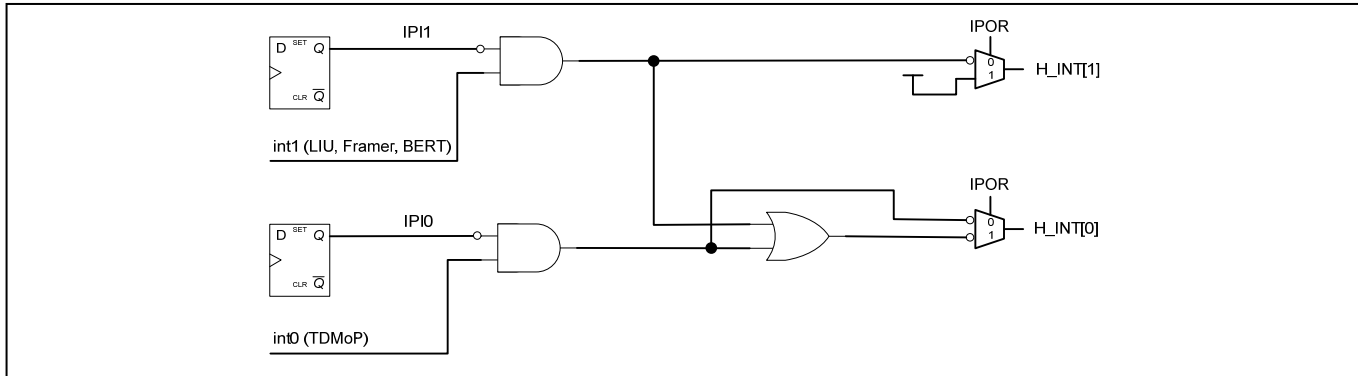 IPI1
IPOR
D SET Q
CLR Q
0
1
H_INT[1]
int1 (LIU, Framer, BERT)
IPI0
IPOR
D SET Q
CLR Q
0
1
H_INT[0]
int0 (TDMoP)